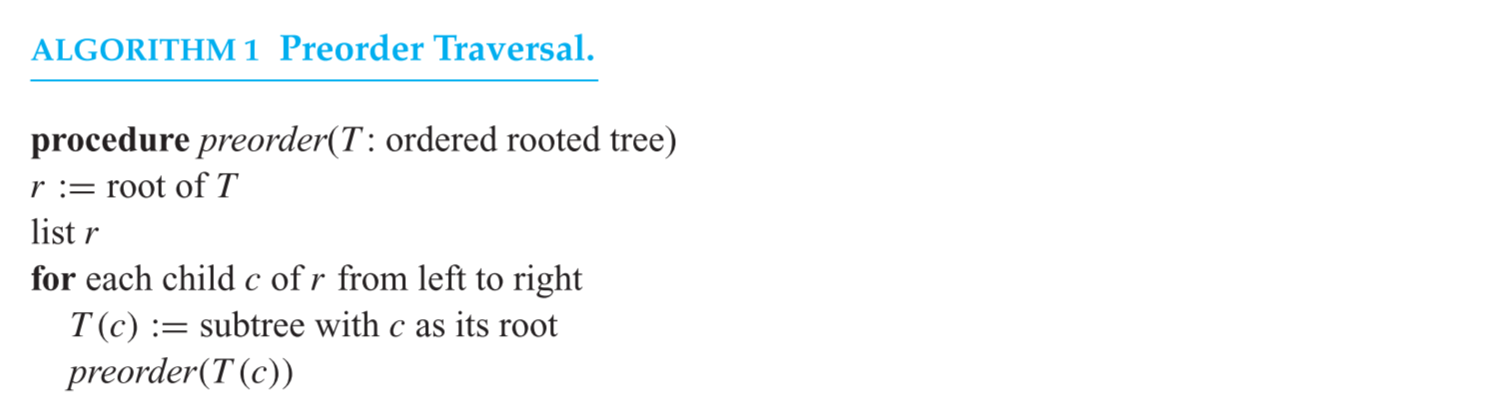 ALGORITHM 1 Preorder Traversal.
procedure preorder(T: ordered rooted tree)
r := root of T
list r
for each child c of r from left to right
T(c) := subtree with c as its root
preorder(T(c))